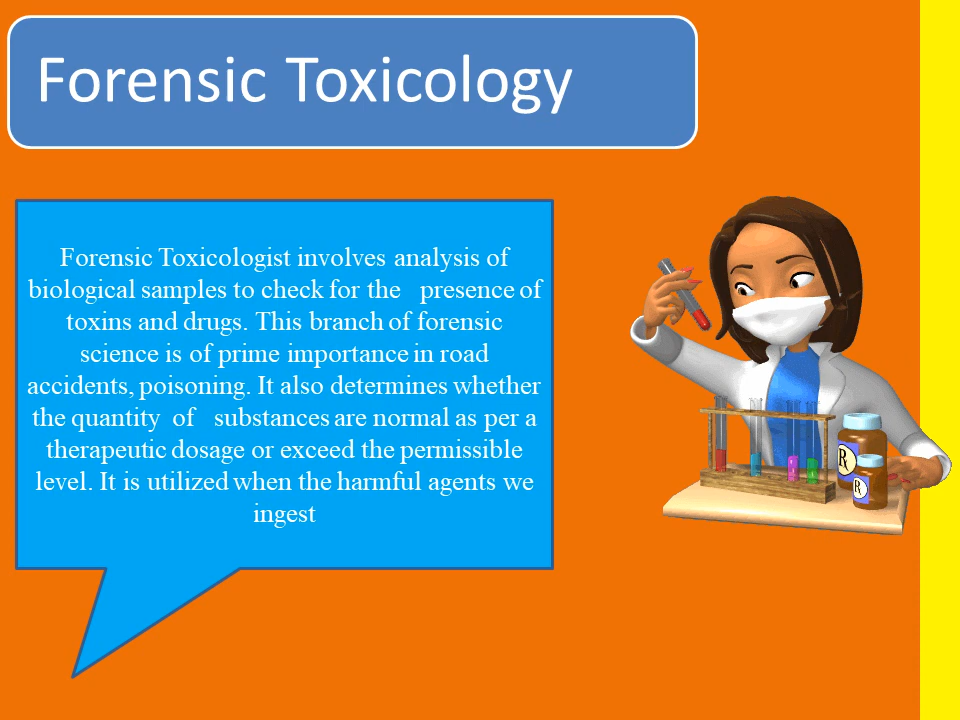 Forensic Toxicology
Forensic Toxicologist involves analysis of
biological samples to check for the   presence of
toxins and drugs. This branch of forensic
science is of prime importance in road
accidents, poisoning. It also determines whether
the quantity  of   substances are normal as per a
therapeutic dosage or exceed the permissible
level. It is utilized when the harmful agents we
ingest
Rx
Rx